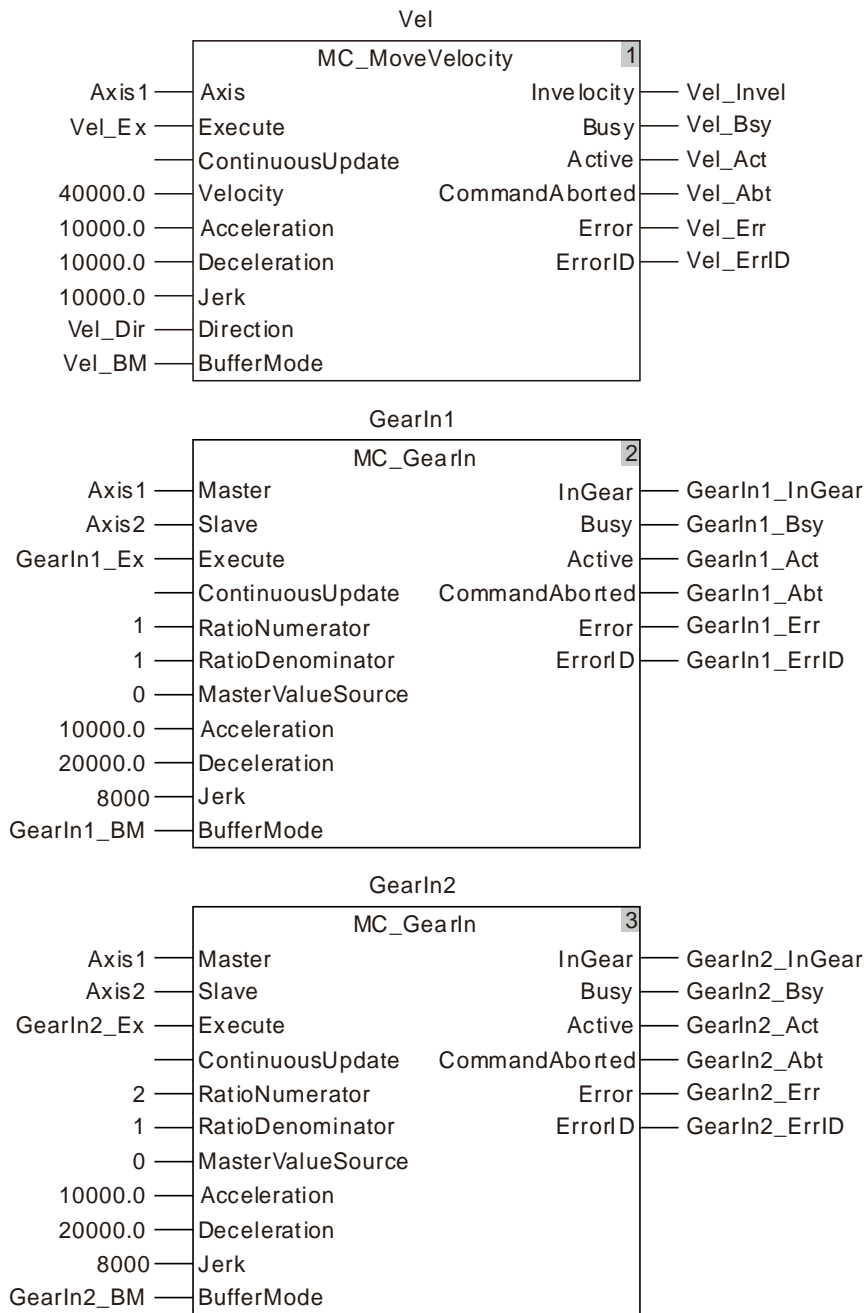 Vel
MC_MoveVelocity 1
Axis1 Axis Invelocity Vel_Invel
Vel_Ex Execute Busy Vel_Bsy
ContinuousUpdate Active Vel_Act
40000.0 Velocity CommandAborted Vel_Abt
10000.0 Acceleration Error Vel_Err
10000.0 Deceleration ErrorID Vel_ErrID
10000.0 Jerk
Vel_Dir Direction
Vel_BM BufferMode
GearIn1
MC_GearIn 2
Axis1 Master InGear GearIn1_InGear
Axis2 Slave Busy GearIn1_Bsy
GearIn1_Ex Execute Active GearIn1_Act
ContinuousUpdate CommandAborted GearIn1_Abt
1 RatioNumerator Error GearIn1_Err
1 RatioDenominator ErrorID GearIn1_ErrID
0 MasterValueSource
10000.0 Acceleration
20000.0 Deceleration
8000 Jerk
GearIn1_BM BufferMode
GearIn2
MC_GearIn 3
Axis1 Master InGear GearIn2_InGear
Axis2 Slave Busy GearIn2_Bsy
GearIn2_Ex Execute Active GearIn2_Act
ContinuousUpdate CommandAborted GearIn2_Abt
2 RatioNumerator Error GearIn2_Err
1 RatioDenominator ErrorID GearIn2_ErrID
0 MasterValueSource
10000.0 Acceleration
20000.0 Deceleration
8000 Jerk
GearIn2_BM BufferMode